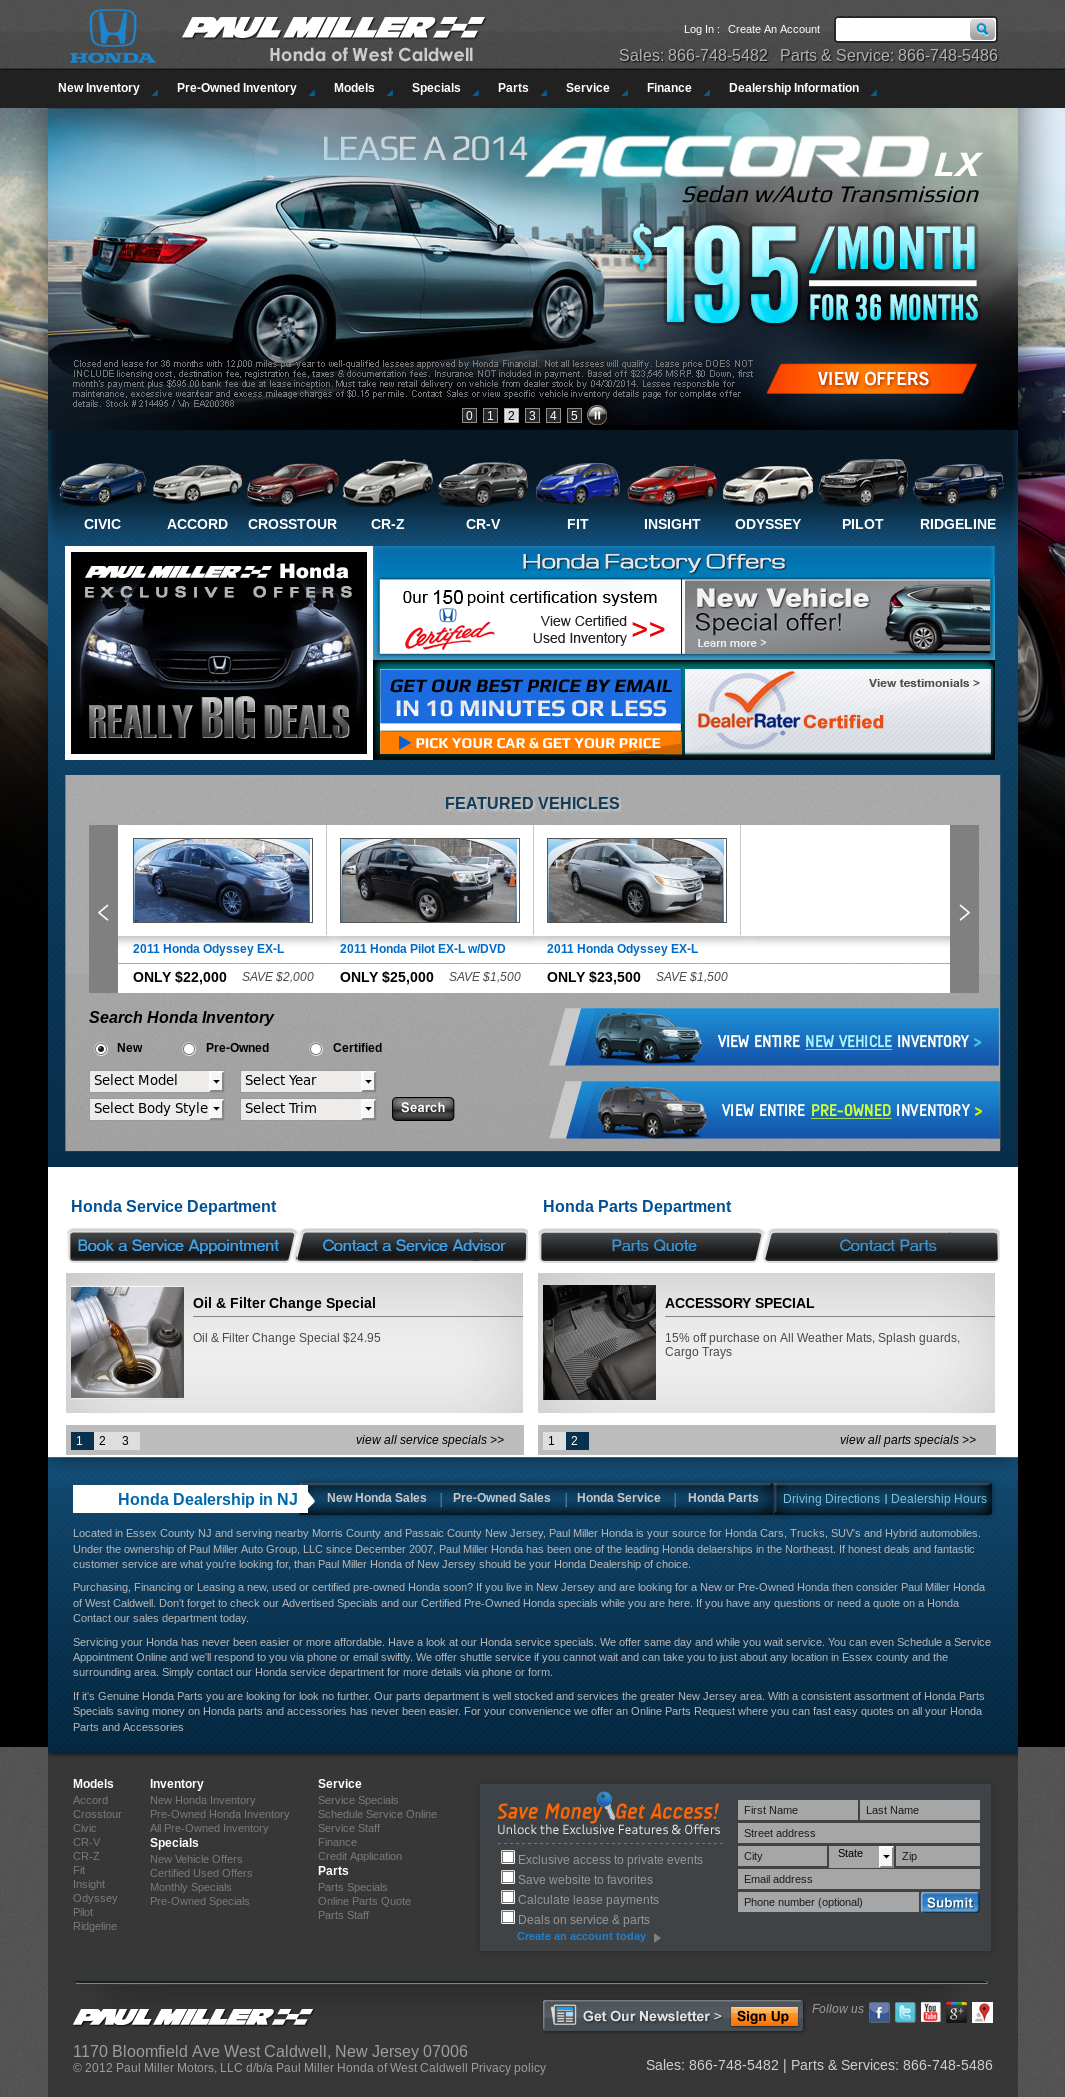 HONDA
PAUL MILLER
Honda of West Caldwell
Log In : Create An Account
Sales: 866-748-5482 Parts & Service: 866-748-5486
New Inventory Pre-Owned Inventory Models Specials Parts Service Finance Dealership Information
LEASE A 2014 ACCORD LX
Sedan w/Auto Transmission
$195 /MONTH
FOR 36 MONTHS
Closed end lease for 36 months with 12,000 miles per year to well-qualified lessees approved by Honda Financial. Not all lessees will qualify. Lease price DOES NOT
INCLUDE licensing cost, destination fee, registration fee, taxes & documentation fees. Insurance NOT included in payment. Based off $23,545 MSRP. $0 Down, first
month's payment plus $595.00 bank fee due at lease inception. Must take new retail delivery on vehicle from dealer stock by 04/30/2014. Lessee responsible for
maintenance, excessive wear/tear and excess mileage charges of $0.15 per mile. Contact Sales or view specific vehicle inventory details page for complete offer
details. Stock # 214495 / Vin EA200368
VIEW OFFERS
0 1 2 3 4 5
CIVIC ACCORD CROSSTOUR CR-Z CR-V FIT INSIGHT ODYSSEY PILOT RIDGELINE
PAUL MILLER Honda
EXCLUSIVE OFFERS
REALLY BIG DEALS
Honda Factory Offers
Our 150 point certification system
Certified
View Certified
Used Inventory >>
New Vehicle
Special offer!
Learn more >
GET OUR BEST PRICE BY EMAIL
IN 10 MINUTES OR LESS
PICK YOUR CAR & GET YOUR PRICE
View testimonials >
DealerRater Certified
FEATURED VEHICLES
2011 Honda Odyssey EX-L 2011 Honda Pilot EX-L w/DVD 2011 Honda Odyssey EX-L
ONLY $22,000 SAVE $2,000 ONLY $25,000 SAVE $1,500 ONLY $23,500 SAVE $1,500
Search Honda Inventory
New Pre-Owned Certified
Select Model Select Year
Select Body Style Select Trim Search
VIEW ENTIRE NEW VEHICLE INVENTORY >
VIEW ENTIRE PRE-OWNED INVENTORY >
Honda Service Department
Book a Service Appointment Contact a Service Advisor
Oil & Filter Change Special
Oil & Filter Change Special $24.95
1 2 3 view all service specials >>
Honda Parts Department
Parts Quote Contact Parts
ACCESSORY SPECIAL
15% off purchase on All Weather Mats, Splash guards,
Cargo Trays
1 2 view all parts specials >>
Honda Dealership in NJ New Honda Sales | Pre-Owned Sales | Honda Service | Honda Parts Driving Directions | Dealership Hours
Located in Essex County NJ and serving nearby Morris County and Passaic County New Jersey, Paul Miller Honda is your source for Honda Cars, Trucks, SUV's and Hybrid automobiles.
Under the ownership of Paul Miller Auto Group, LLC since December 2007, Paul Miller Honda has been one of the leading Honda delaerships in the Northeast. If honest deals and fantastic
customer service are what you're looking for, than Paul Miller Honda of New Jersey should be your Honda Dealership of choice.
Purchasing, Financing or Leasing a new, used or certified pre-owned Honda soon? If you live in New Jersey and are looking for a New or Pre-Owned Honda then consider Paul Miller Honda
of West Caldwell. Don't forget to check our Advertised Specials and our Certified Pre-Owned Honda specials while you are here. If you have any questions or need a quote on a Honda
Contact our sales department today.
Servicing your Honda has never been easier or more affordable. Have a look at our Honda service specials. We offer same day and while you wait service. You can even Schedule a Service
Appointment Online and we'll respond to you via phone or email swiftly. We offer shuttle service if you cannot wait and can take you to just about any location in Essex county and the
surrounding area. Simply contact our Honda service department for more details via phone or form.
If it's Genuine Honda Parts you are looking for look no further. Our parts department is well stocked and services the greater New Jersey area. With a consistent assortment of Honda Parts
Specials saving money on Honda parts and accessories has never been easier. For your convenience we offer an Online Parts Request where you can fast easy quotes on all your Honda
Parts and Accessories
Models
Accord
Crosstour
Civic
CR-V
CR-Z
Fit
Insight
Odyssey
Pilot
Ridgeline
Inventory
New Honda Inventory
Pre-Owned Honda Inventory
All Pre-Owned Inventory
Specials
New Vehicle Offers
Certified Used Offers
Monthly Specials
Pre-Owned Specials
Service
Service Specials
Schedule Service Online
Service Staff
Finance
Credit Application
Parts
Parts Specials
Online Parts Quote
Parts Staff
Save Money Get Access!
Unlock the Exclusive Features & Offers
Exclusive access to private events
Save website to favorites
Calculate lease payments
Deals on service & parts
Create an account today
First Name Last Name
Street address
City State Zip
Email address
Phone number (optional) Submit
PAUL MILLER
Get Our Newsletter > Sign Up
Follow us
You Tube
1170 Bloomfield Ave West Caldwell, New Jersey 07006
© 2012 Paul Miller Motors, LLC d/b/a Paul Miller Honda of West Caldwell Privacy policy
Sales: 866-748-5482 | Parts & Services: 866-748-5486